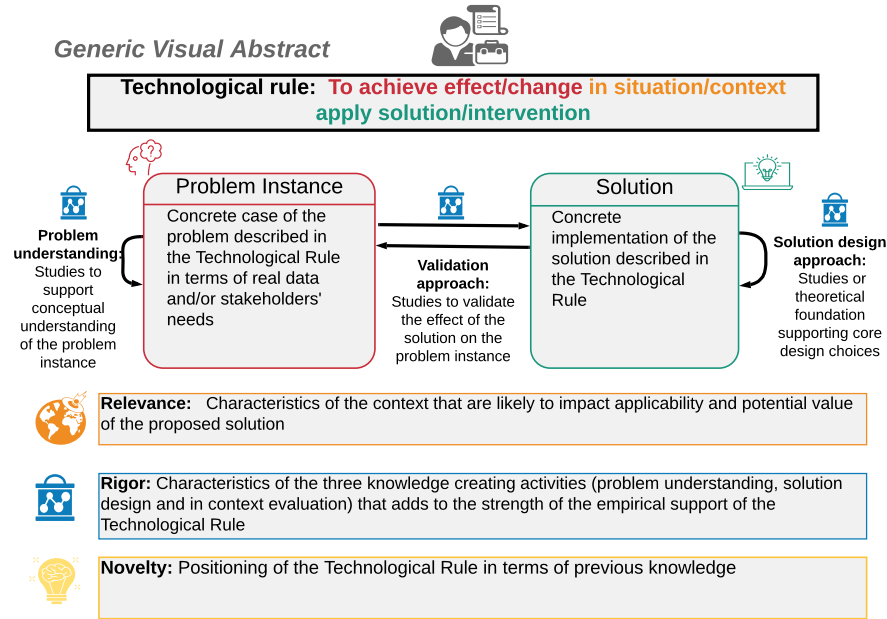 Generic Visual Abstract
Technological rule: To achieve effect/change in situation/context
apply solution/intervention
Problem Instance
Concrete case of the
problem described in
the Technological Rule
in terms of real data
and/or stakeholders'
needs
Solution
Concrete
implementation of the
solution described in
the Technological
Rule
Problem
understanding:
Studies to
support
conceptual
understanding
of the problem
instance
Validation
approach:
Studies to validate
the effect of the
solution on the
problem instance
Solution design
approach:
Studies or
theoretical
foundation
supporting core
design choices
Relevance: Characteristics of the context that are likely to impact applicability and potential value
of the proposed solution
Rigor: Characteristics of the three knowledge creating activities (problem understanding, solution
design and in context evaluation) that adds to the strength of the empirical support of the
Technological Rule
Novelty: Positioning of the Technological Rule in terms of previous knowledge